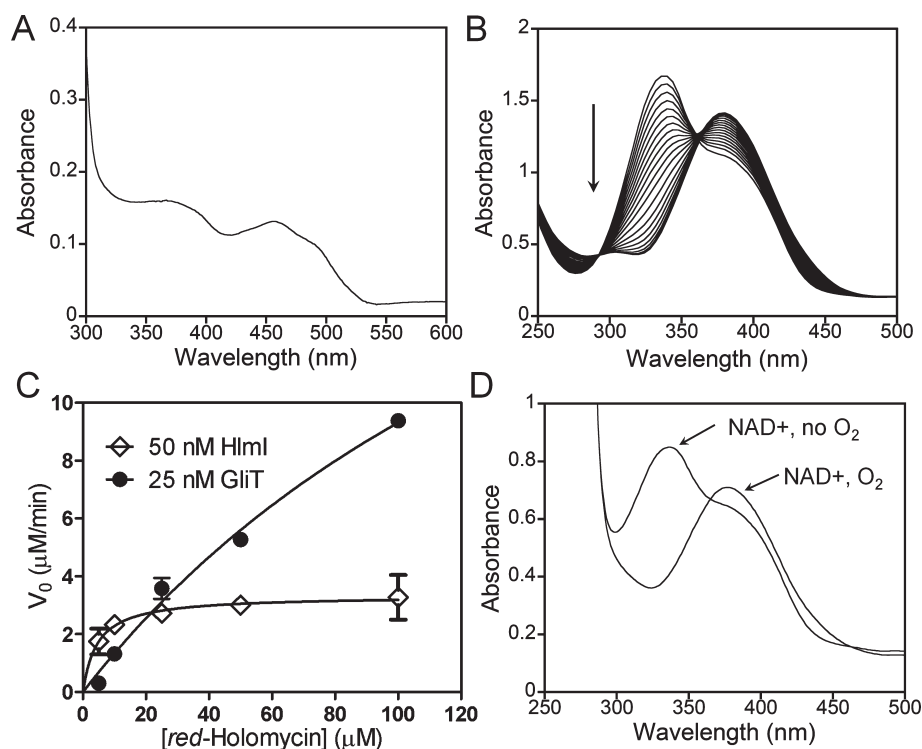 A
0.4
0.3
0.2
0.1
0
Absorbance
300 350 400 450 500 550 600
Wavelength (nm)
B
2
1.5
1
0.5
0
Absorbance
250 300 350 400 450 500
Wavelength (nm)
C
10
8
6
4
2
0
V0 (μM/min)
50 nM HlmI
25 nM GliT
0 20 40 60 80 100 120
[red-Holomycin] (μM)
D
1
0.8
0.6
0.4
0.2
0
Absorbance
NAD+, no O2
NAD+, O2
250 300 350 400 450 500
Wavelength (nm)